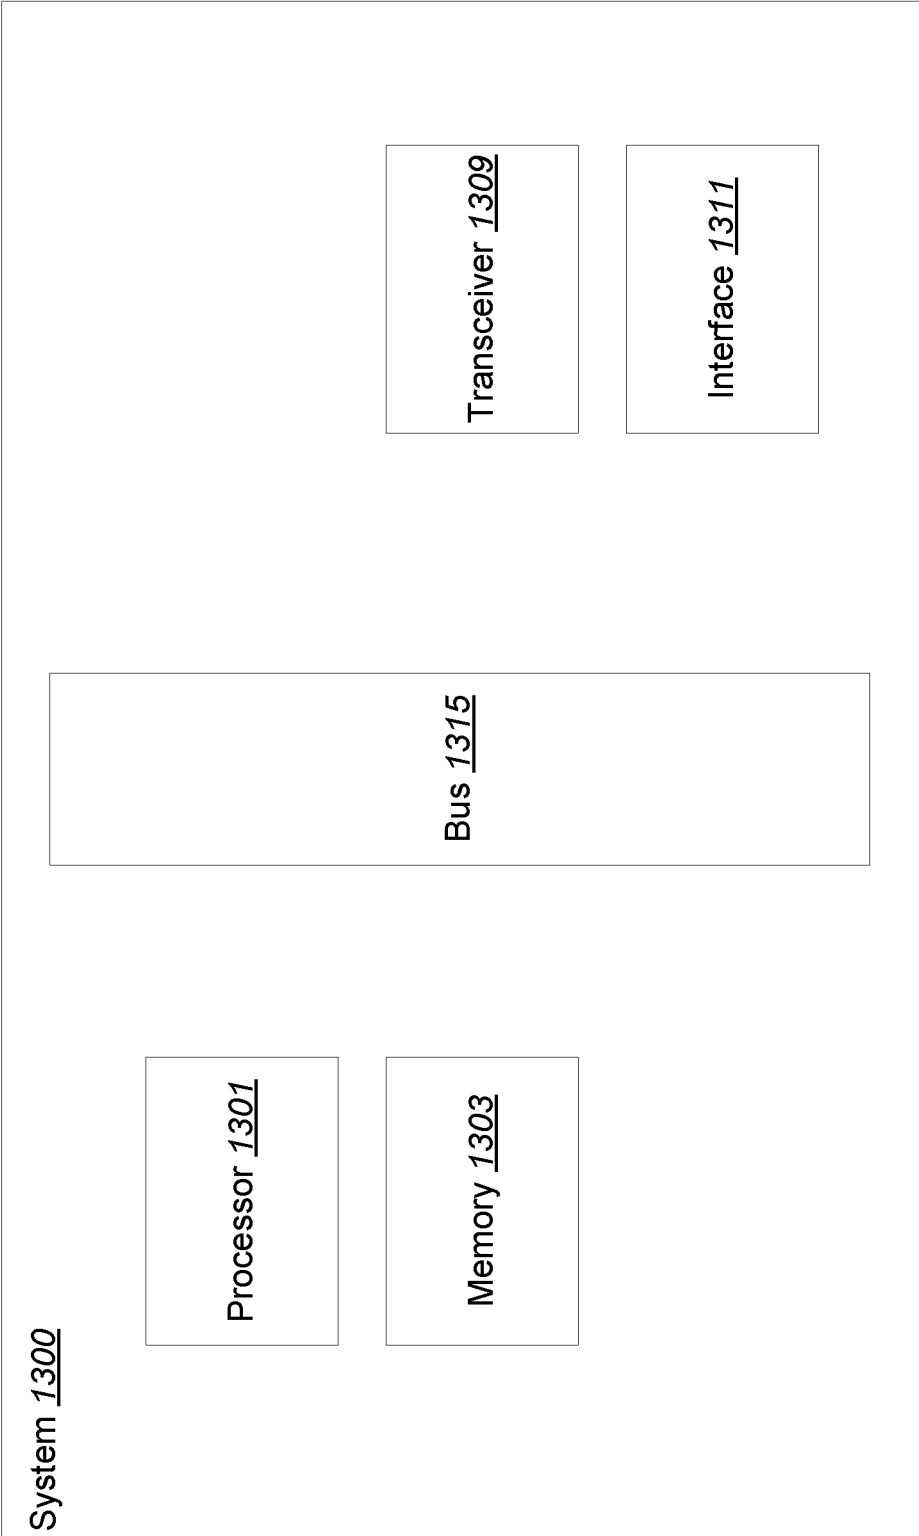 System 1300
Processor 1301
Memory 1303
Bus 1315
Transceiver 1309
Interface 1311